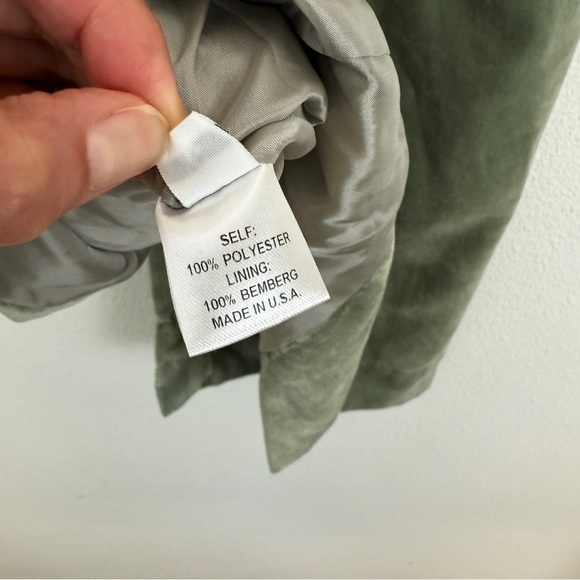 SELF:
100% POLYESTER
LINING:
100% BEMBERG
MADE IN U.S.A.